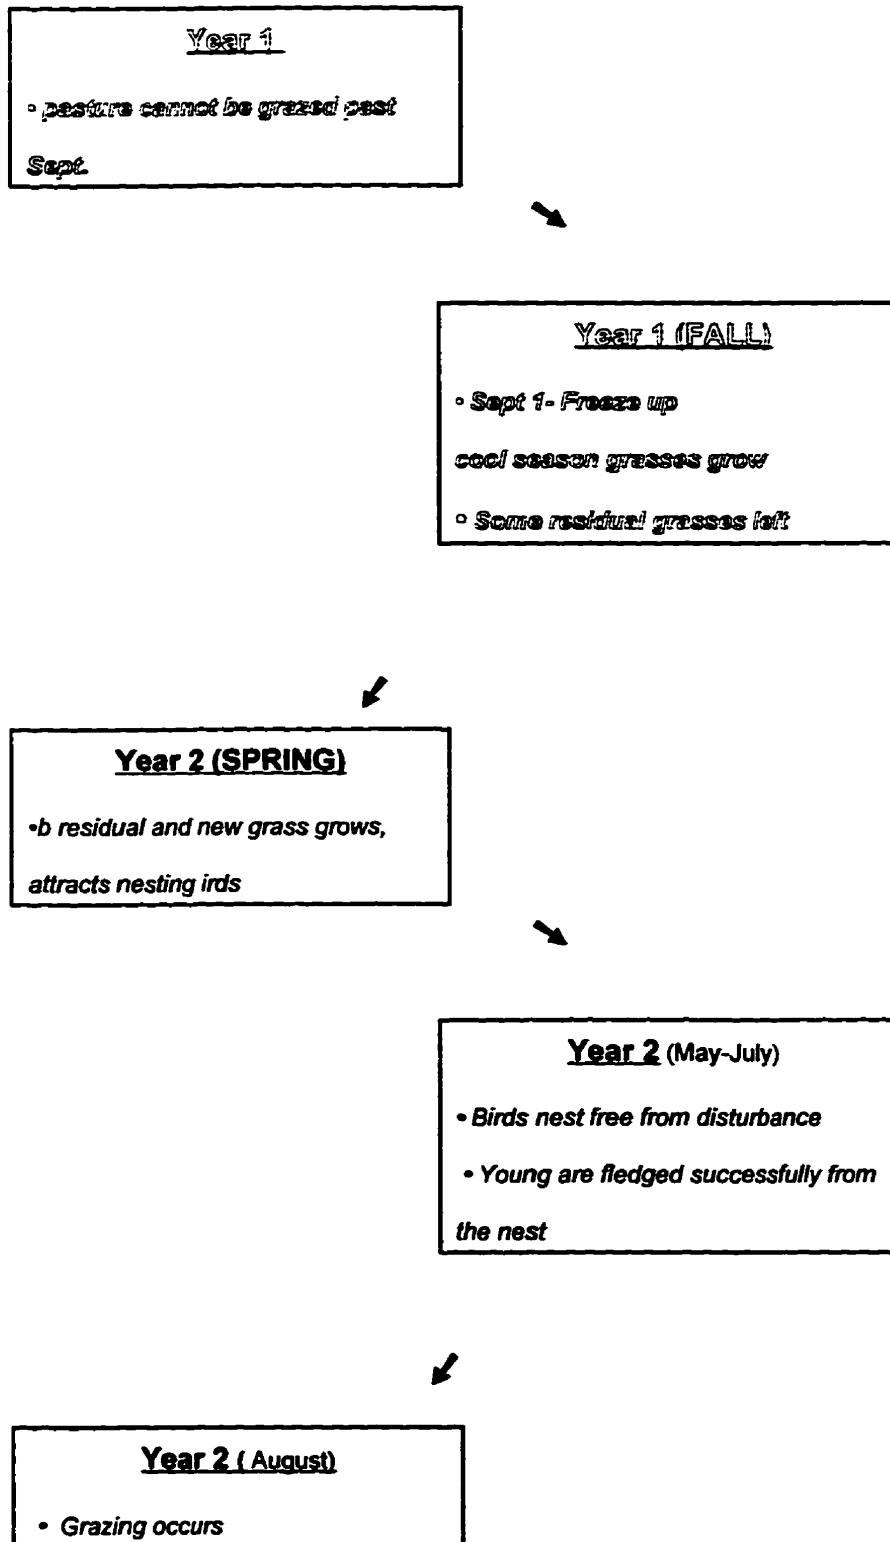 Year 1
• pasture cannot be grazed past
Sept.
Year 1 (FALL)
• Sept 1- Freeze up
cool season grasses grow
• Some residual grasses left
Year 2 (SPRING)
•b residual and new grass grows,
attracts nesting irds
Year 2 (May-July)
• Birds nest free from disturbance
• Young are fledged successfully from
the nest
Year 2 ( August)
• Grazing occurs